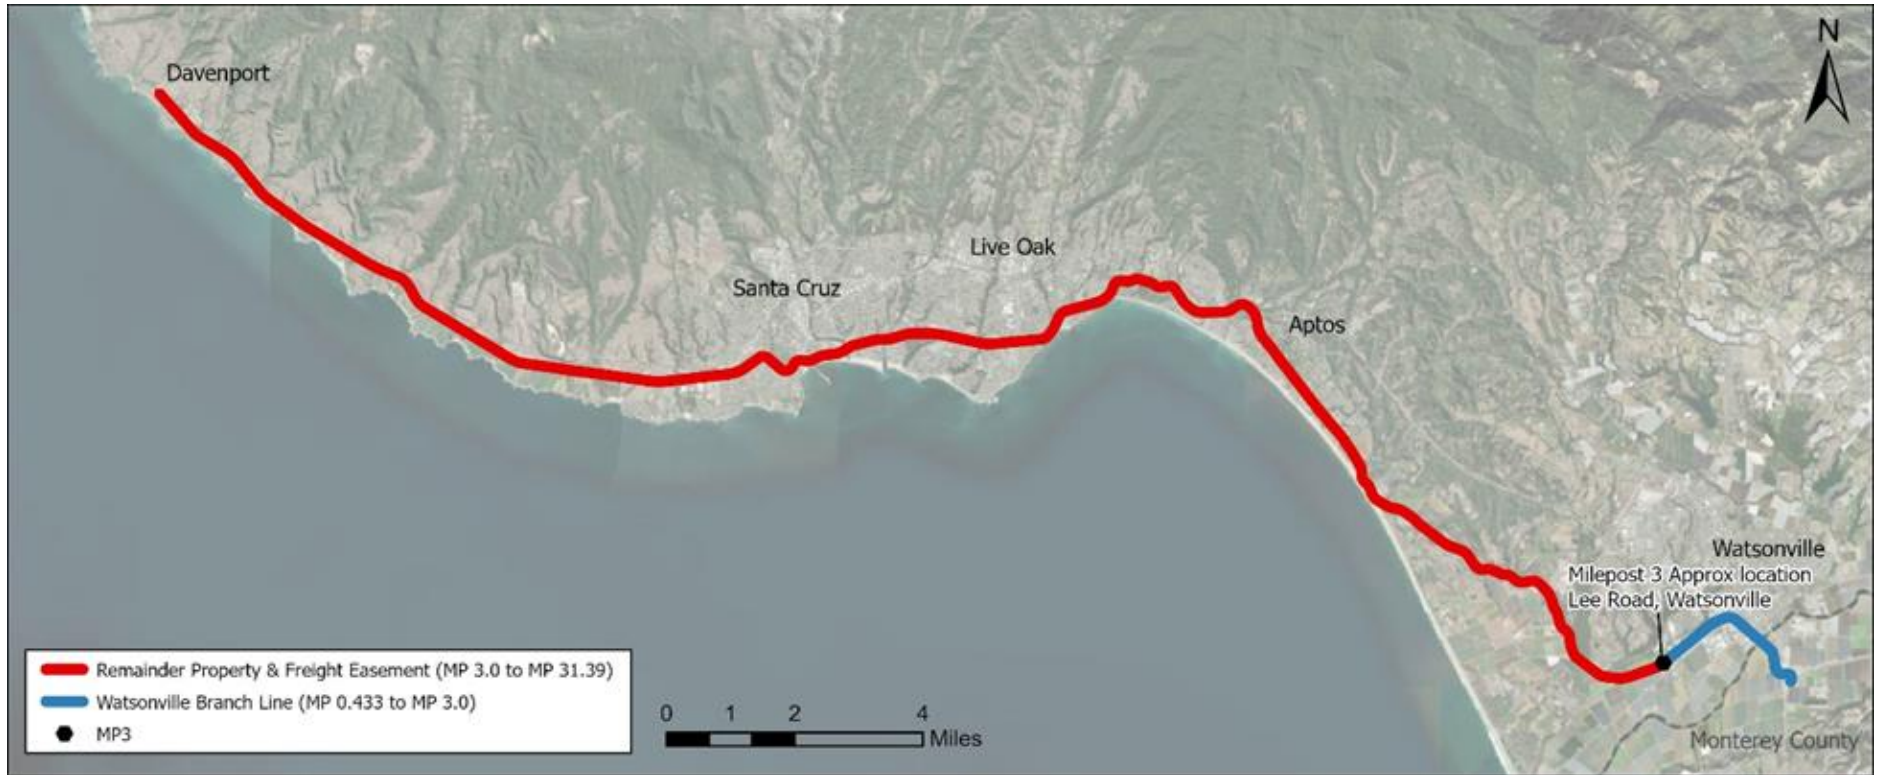 N
Davenport
Live Oak
Santa Cruz
Aptos
Watsonville
Milepost 3 Approx location
Lee Road, Watsonville
Remainder Property & Freight Easement (MP 3.0 to MP 31.39)
Watsonville Branch Line (MP 0.433 to MP 3.0)
MP3
0 1 2 4
Miles
Monterey County